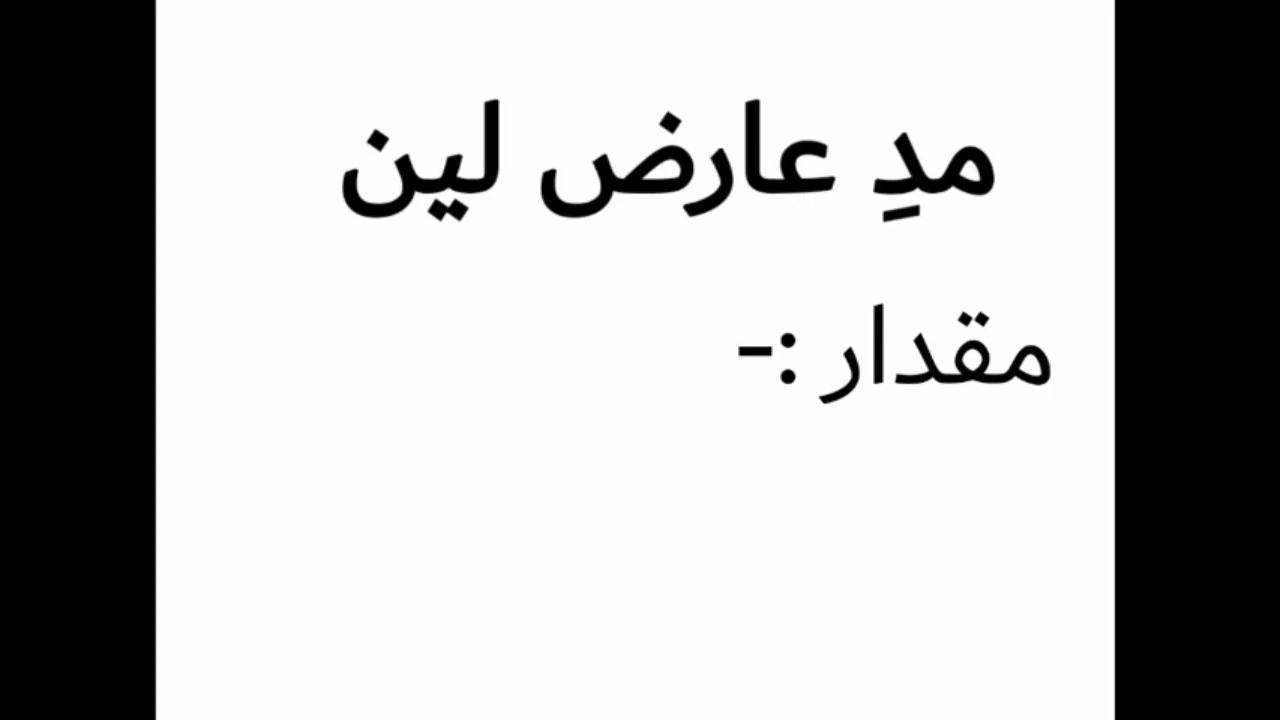 مدِ عارض لین
مقدار :-